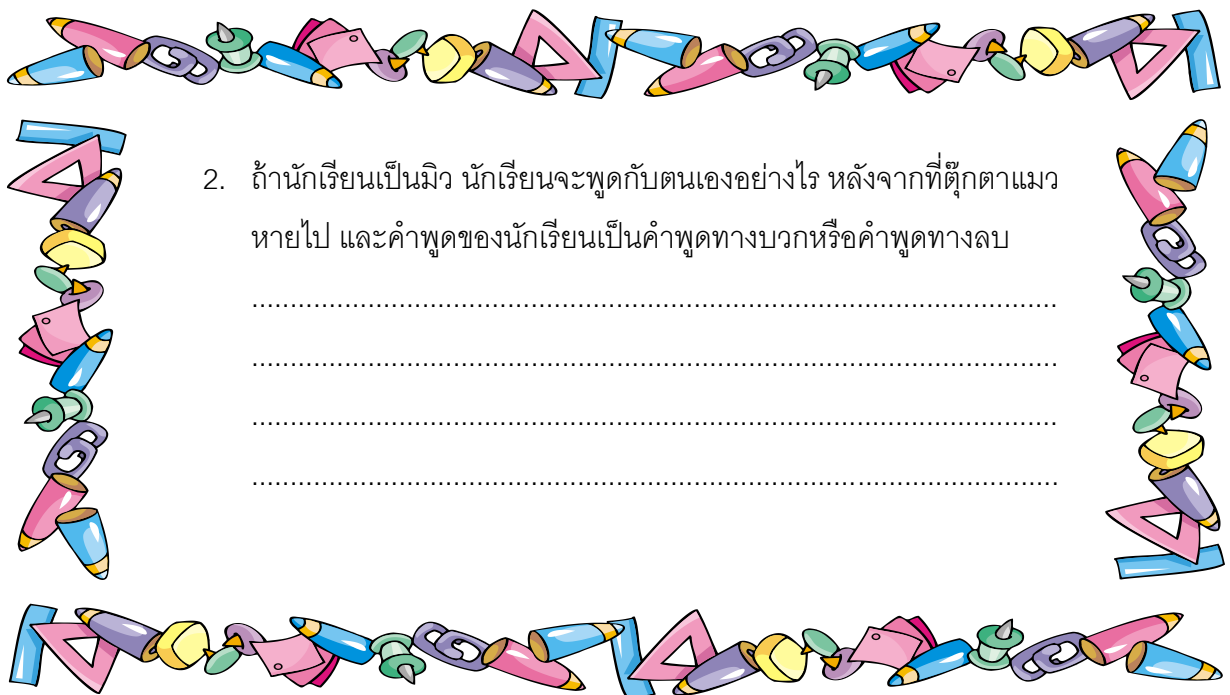 2. ถ้านักเรียนเป็นมิว นักเรียนจะพูดกับตนเองอย่างไร หลังจากที่ตุ๊กตาแมว
หายไป และคำพูดของนักเรียนเป็นคำพูดทางบวกหรือคำพูดทางลบ
........................................................................................................
........................................................................................................
........................................................................................................
........................................................................................................